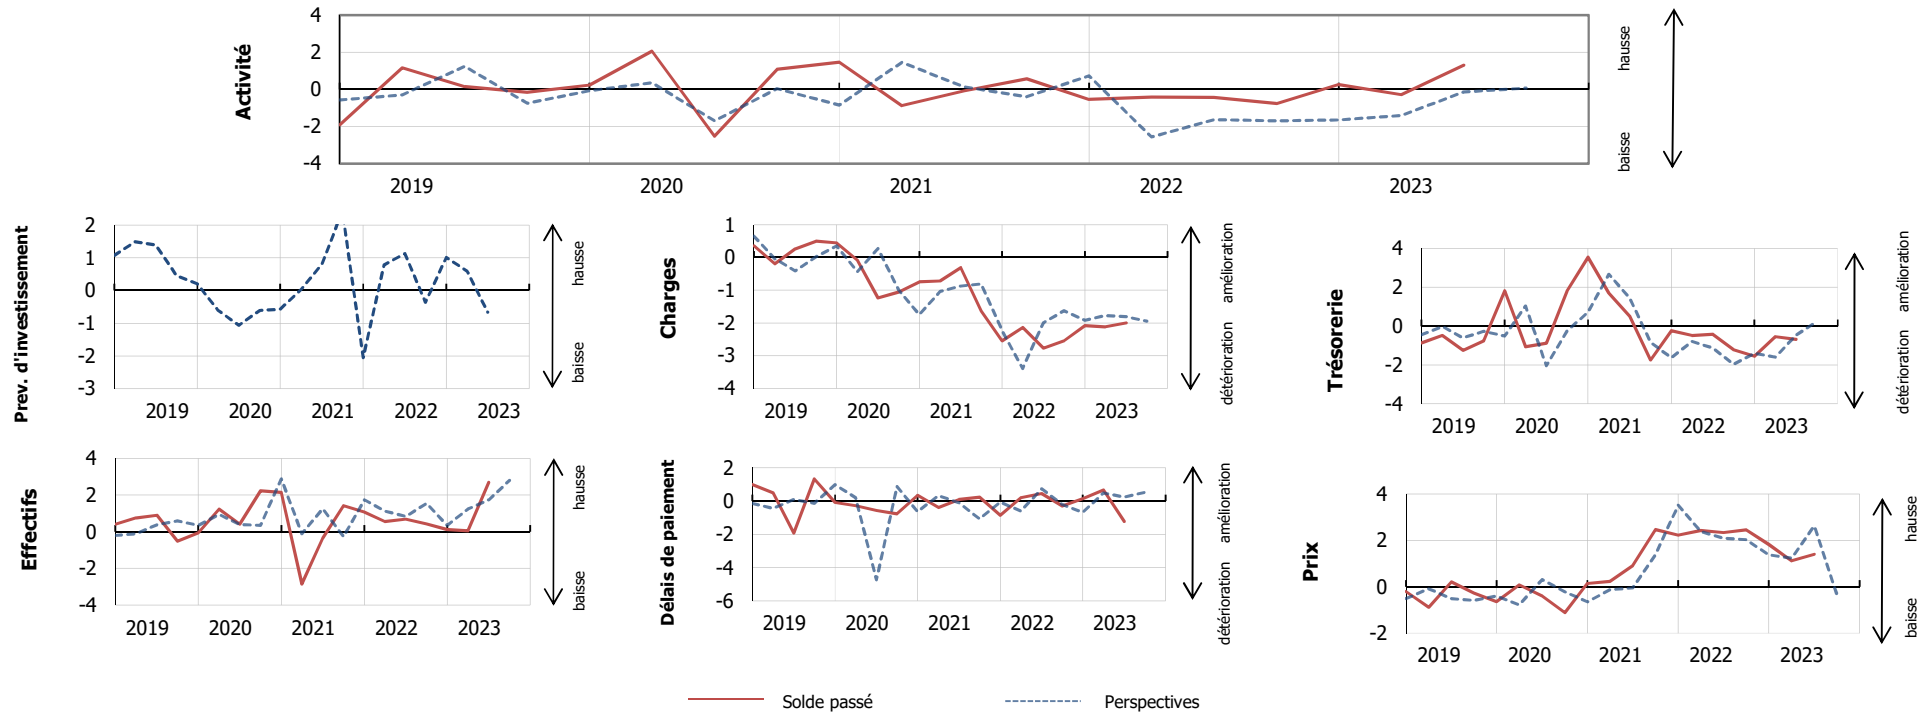 Activité
4
2
0
-2
-4
2019 2020 2021 2022 2023
hausse
baisse
Prev. d'investissement
2
1
0
-1
-2
-3
2019 2020 2021 2022 2023
hausse
baisse
Charges
1
0
-1
-2
-3
-4
2019 2020 2021 2022 2023
amélioration
détérioration
Trésorerie
4
2
0
-2
-4
2019 2020 2021 2022 2023
amélioration
détérioration
Effectifs
4
2
0
-2
-4
2019 2020 2021 2022 2023
hausse
baisse
Délais de paiement
2
0
-2
-4
-6
2019 2020 2021 2022 2023
amélioration
détérioration
Prix
4
2
0
-2
2019 2020 2021 2022 2023
hausse
baisse
Solde passé Perspectives